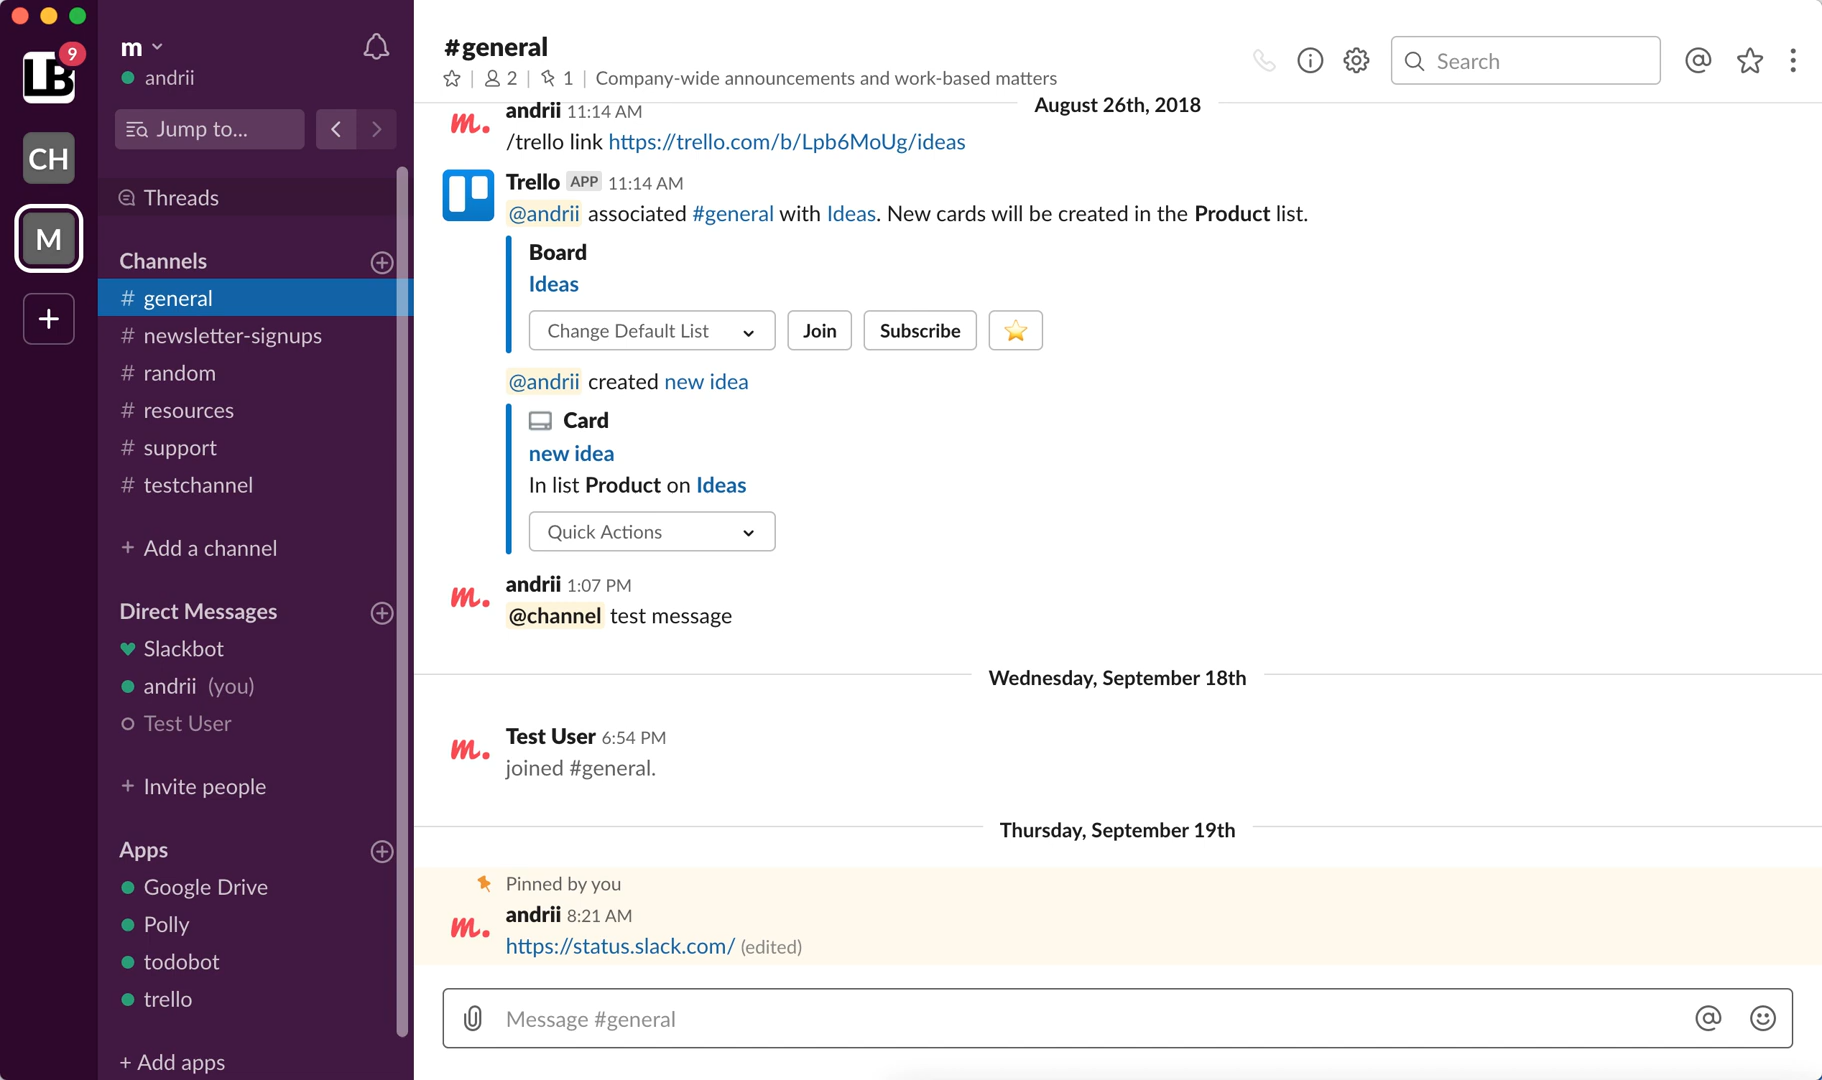 LB
9
CH
M
m
andrii
Jump to...
Threads
Channels
# general
# newsletter-signups
# random
# resources
# support
# testchannel
+ Add a channel
Direct Messages
Slackbot
andrii (you)
Test User
+ Invite people
Apps
Google Drive
Polly
todobot
trello
+ Add apps
#general
2 | 1 | Company-wide announcements and work-based matters
Search
August 26th, 2018
m. andrii 11:14 AM
/trello link https://trello.com/b/Lpb6MoUg/ideas
Trello APP 11:14 AM
@andrii associated #general with Ideas. New cards will be created in the Product list.
Board
Ideas
Change Default List Join Subscribe
@andrii created new idea
Card
new idea
In list Product on Ideas
Quick Actions
m. andrii 1:07 PM
@channel test message
Wednesday, September 18th
m. Test User 6:54 PM
joined #general.
Thursday, September 19th
Pinned by you
m. andrii 8:21 AM
https://status.slack.com/ (edited)
Message #general